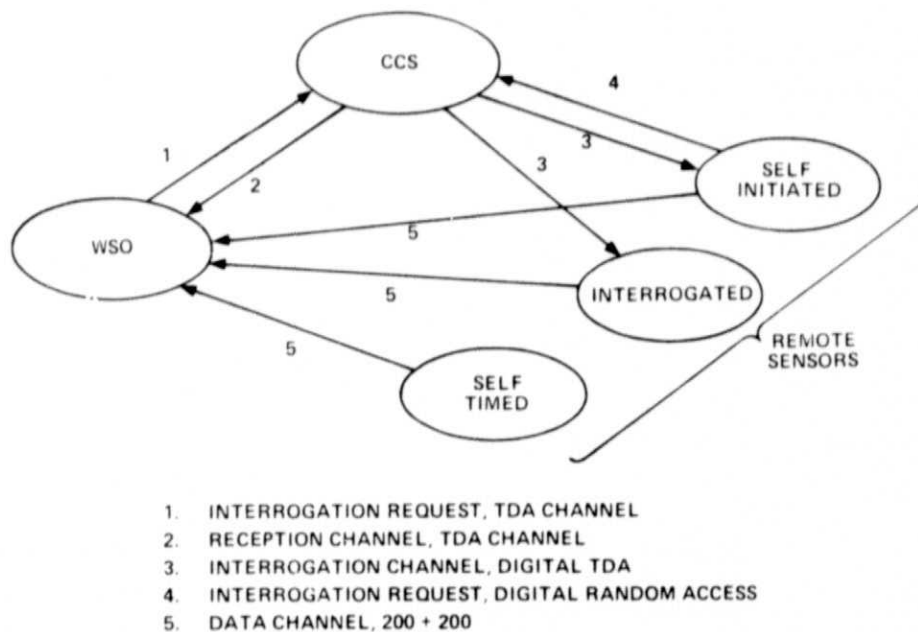 CCS
4
1
2
3
3
SELF
INITIATED
WSO
5
INTERROGATED
5
REMOTE
SENSORS
5
SELF
TIMED
1. INTERROGATION REQUEST, TDA CHANNEL
2. RECEPTION CHANNEL, TDA CHANNEL
3. INTERROGATION CHANNEL, DIGITAL TDA
4. INTERROGATION REQUEST, DIGITAL RANDOM ACCESS
5. DATA CHANNEL, 200 + 200